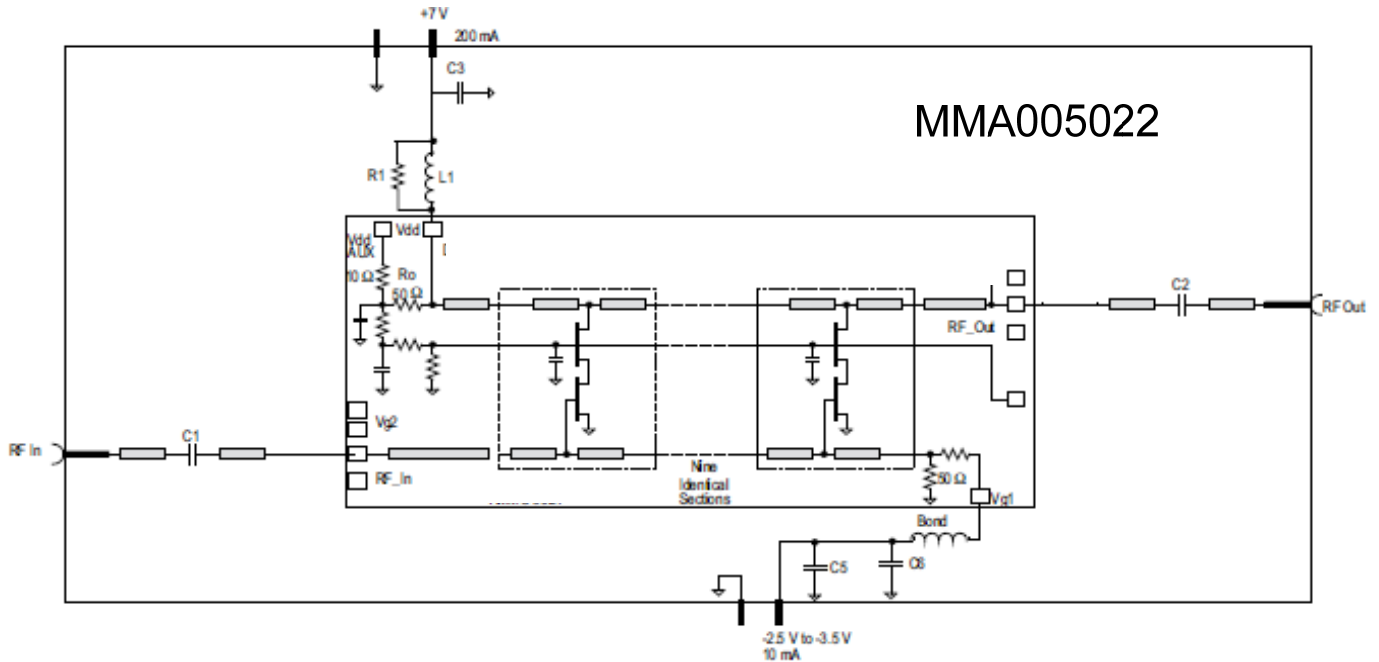 +7 V
200 mA
C3
MMA005022
R1
L1
Vdd
Vdd
AUX
10 Ω
Ro
50 Ω
C2
RF Out
RF_Out
C1
Vg2
RF In
RF_In
Nine
Identical
Sections
50 Ω
Vg1
Bond
C5
C6
-2.5 V to -3.5 V
10 mA